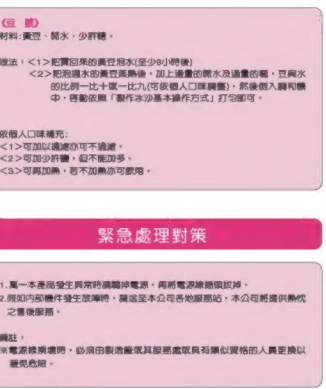 《豆漿》
材料:黃豆、開水、少許糖。
做法:<1>把買回來的黃豆泡水(至少8小時後)
<2>把泡過水的黃豆蒸熟後,加上適量的開水及適量的糖,豆與水
的比例一比十或一比九(可依個人口味調整),然後倒入調和機
中,啓動依照「製作冰沙基本操作方式」打勻即可。
依個人口味補充:
<1>可加以過濾亦可不過濾。
<2>可加少許糖,但不能加多。
<3>可再加熱,若不加熱亦可飲用。
緊急處理對策
1.萬一本產品發生異常時請關掉電源,再將電源線插頭拔掉。
2.假如內部機件發生故障時,請送至本公司各地服務站,本公司將提供熱忱
之售後服務。
備註:
※電源線損壞時,必須由製造廠或其服務處或具有類似資格的人員更換以
避免危險。